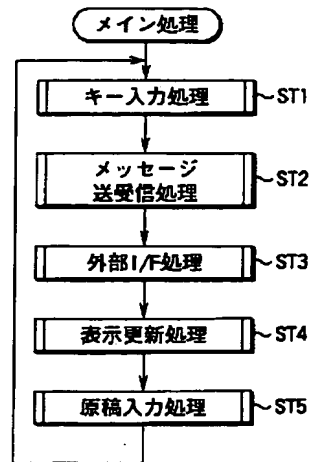 メイン処理
キー入力処理 ST1
メッセージ
送受信処理 ST2
外部I/F処理 ST3
表示更新処理 ST4
原稿入力処理 ST5